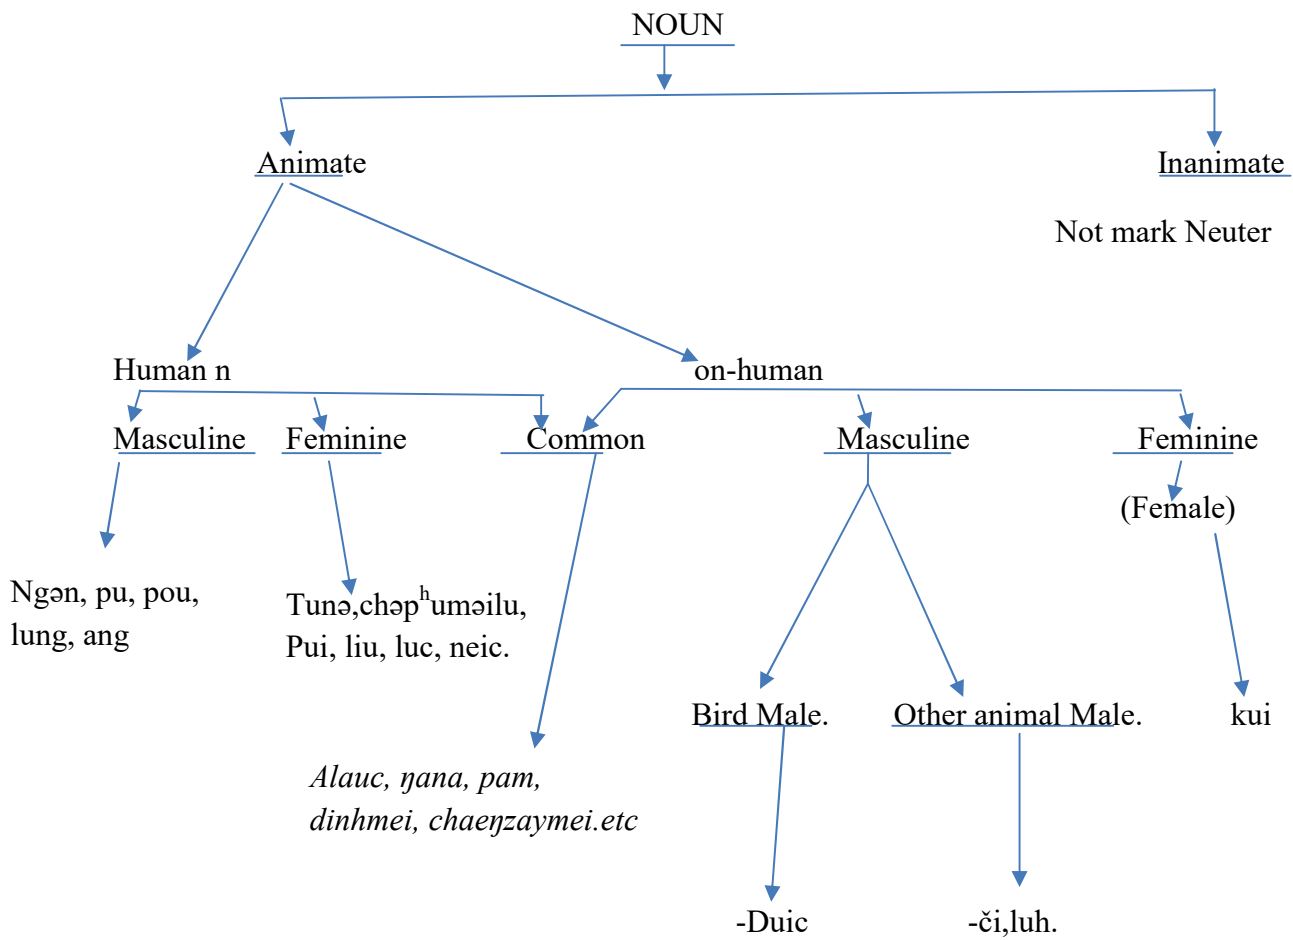 NOUN
Animate
Inanimate
Not mark Neuter
Human n
on-human
Masculine
Feminine
Common
Masculine
Feminine
(Female)
Ngən, pu, pou,
lung, ang
Tunə,chəpʰuməilu,
Pui, liu, luc, neic.
Bird Male.
Other animal Male.
kui
Alauc, ŋana, pam,
dinhmei, chaeŋzaymei.etc
-Duic
-či,luh.